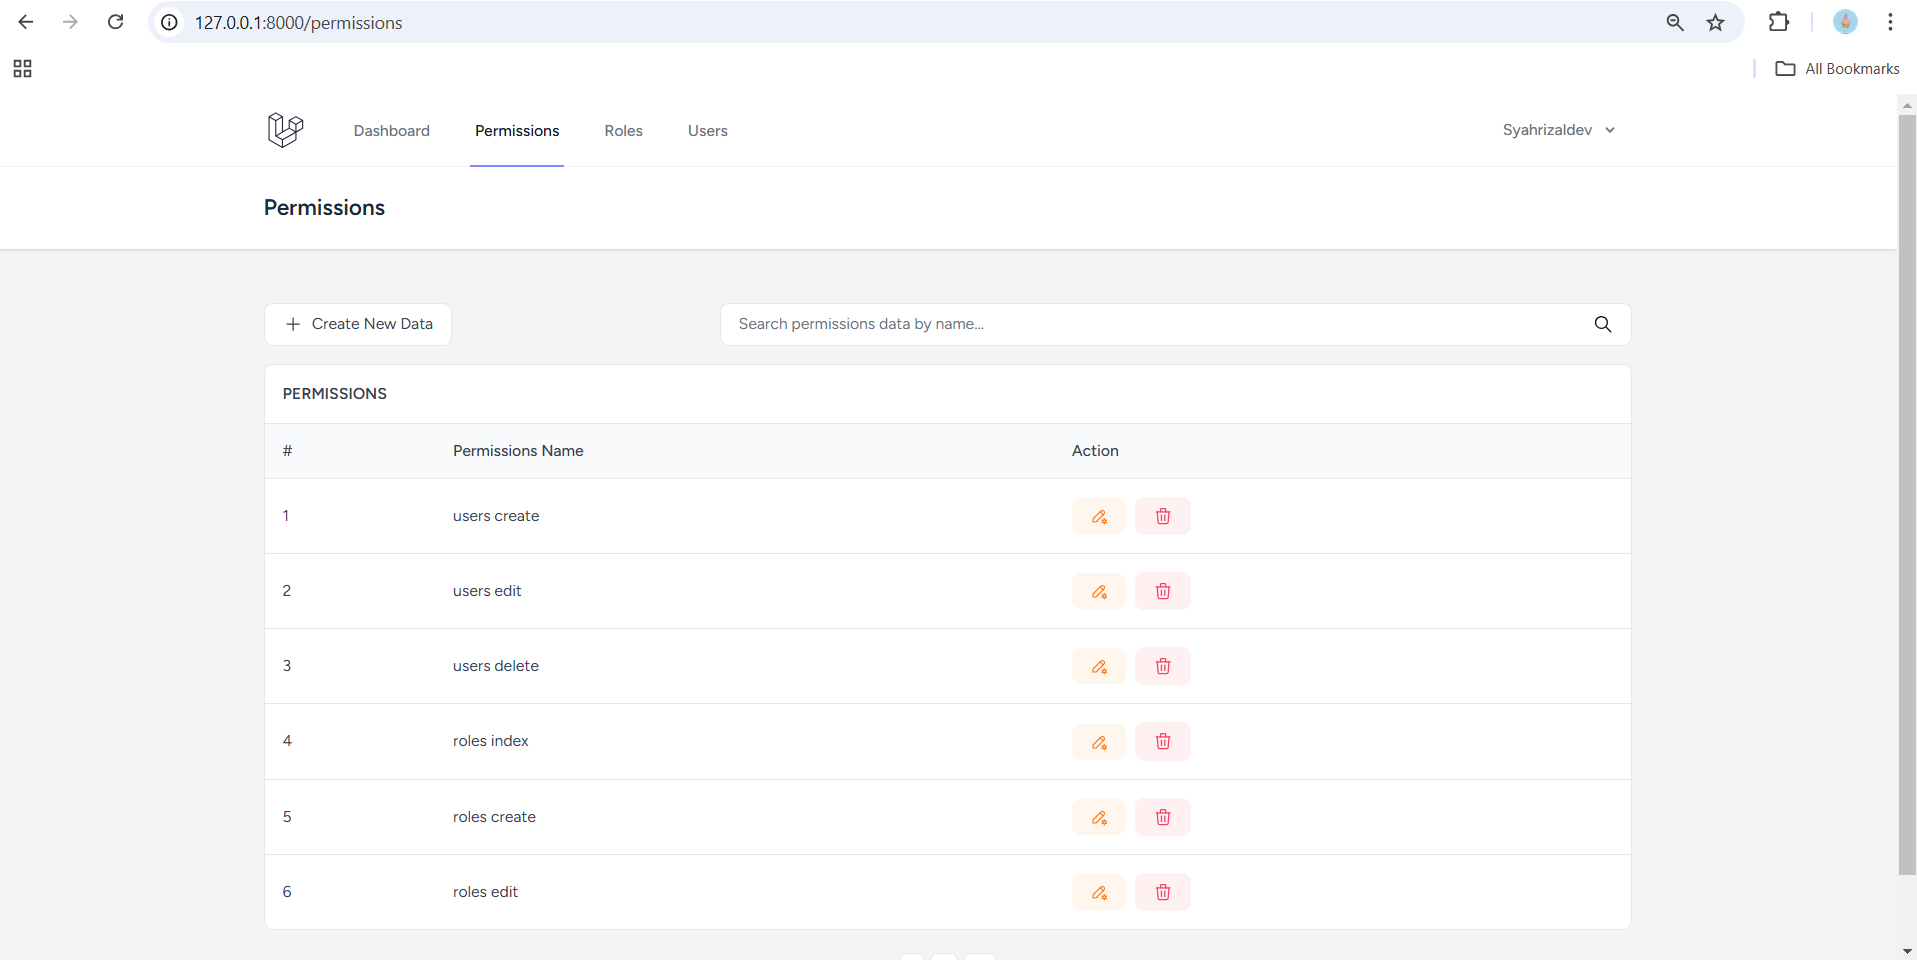 127.0.0.1:8000/permissions
All Bookmarks
Dashboard Permissions Roles Users Syahrizaldev
Permissions
Create New Data Search permissions data by name...
PERMISSIONS
# Permissions Name Action
1 users create
2 users edit
3 users delete
4 roles index
5 roles create
6 roles edit